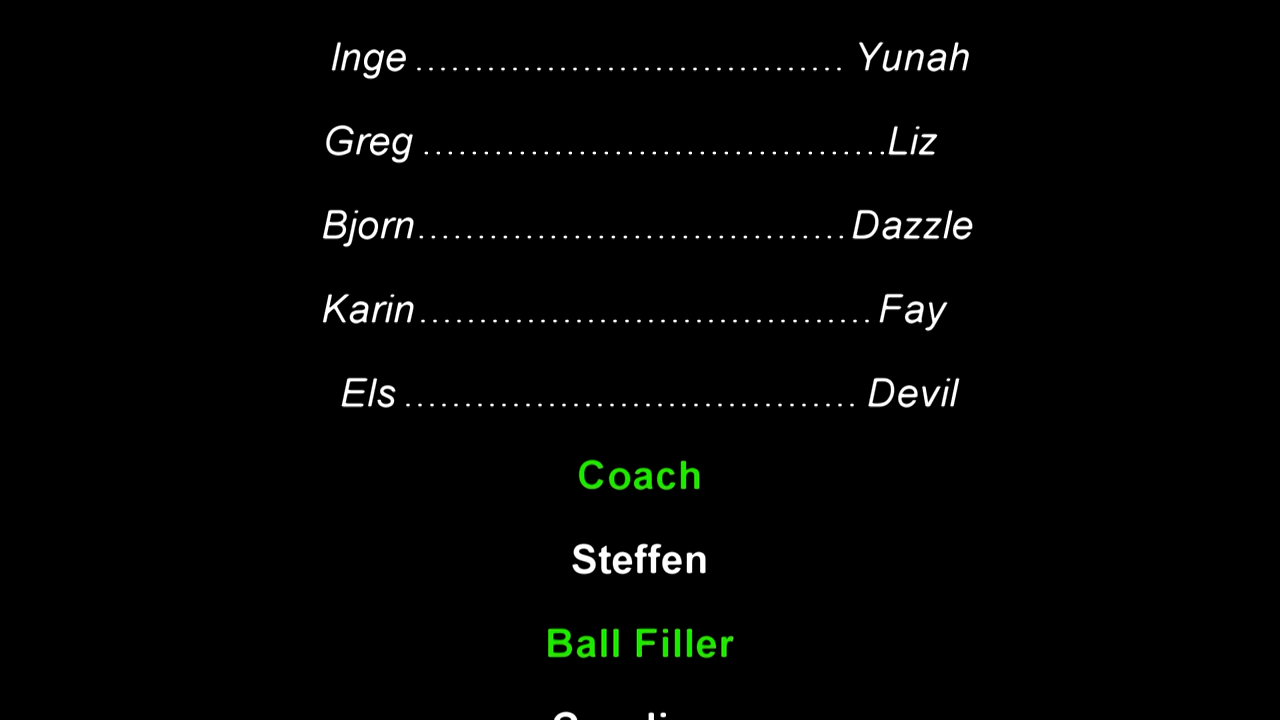 Inge .................................... Yunah
Greg .......................................Liz
Bjorn....................................Dazzle
Karin...................................... Fay
Els ...................................... Devil
Coach
Steffen
Ball Filler